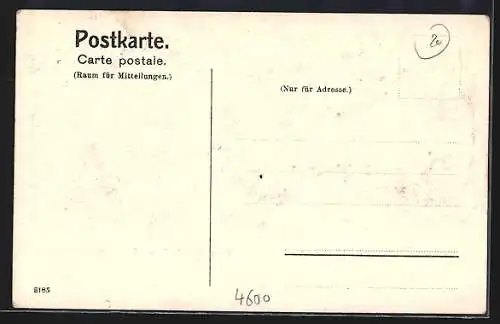 Postkarte.
Carte postale.
(Raum für Mitteilungen.)
(Nur für Adresse.)
20
8185
4600